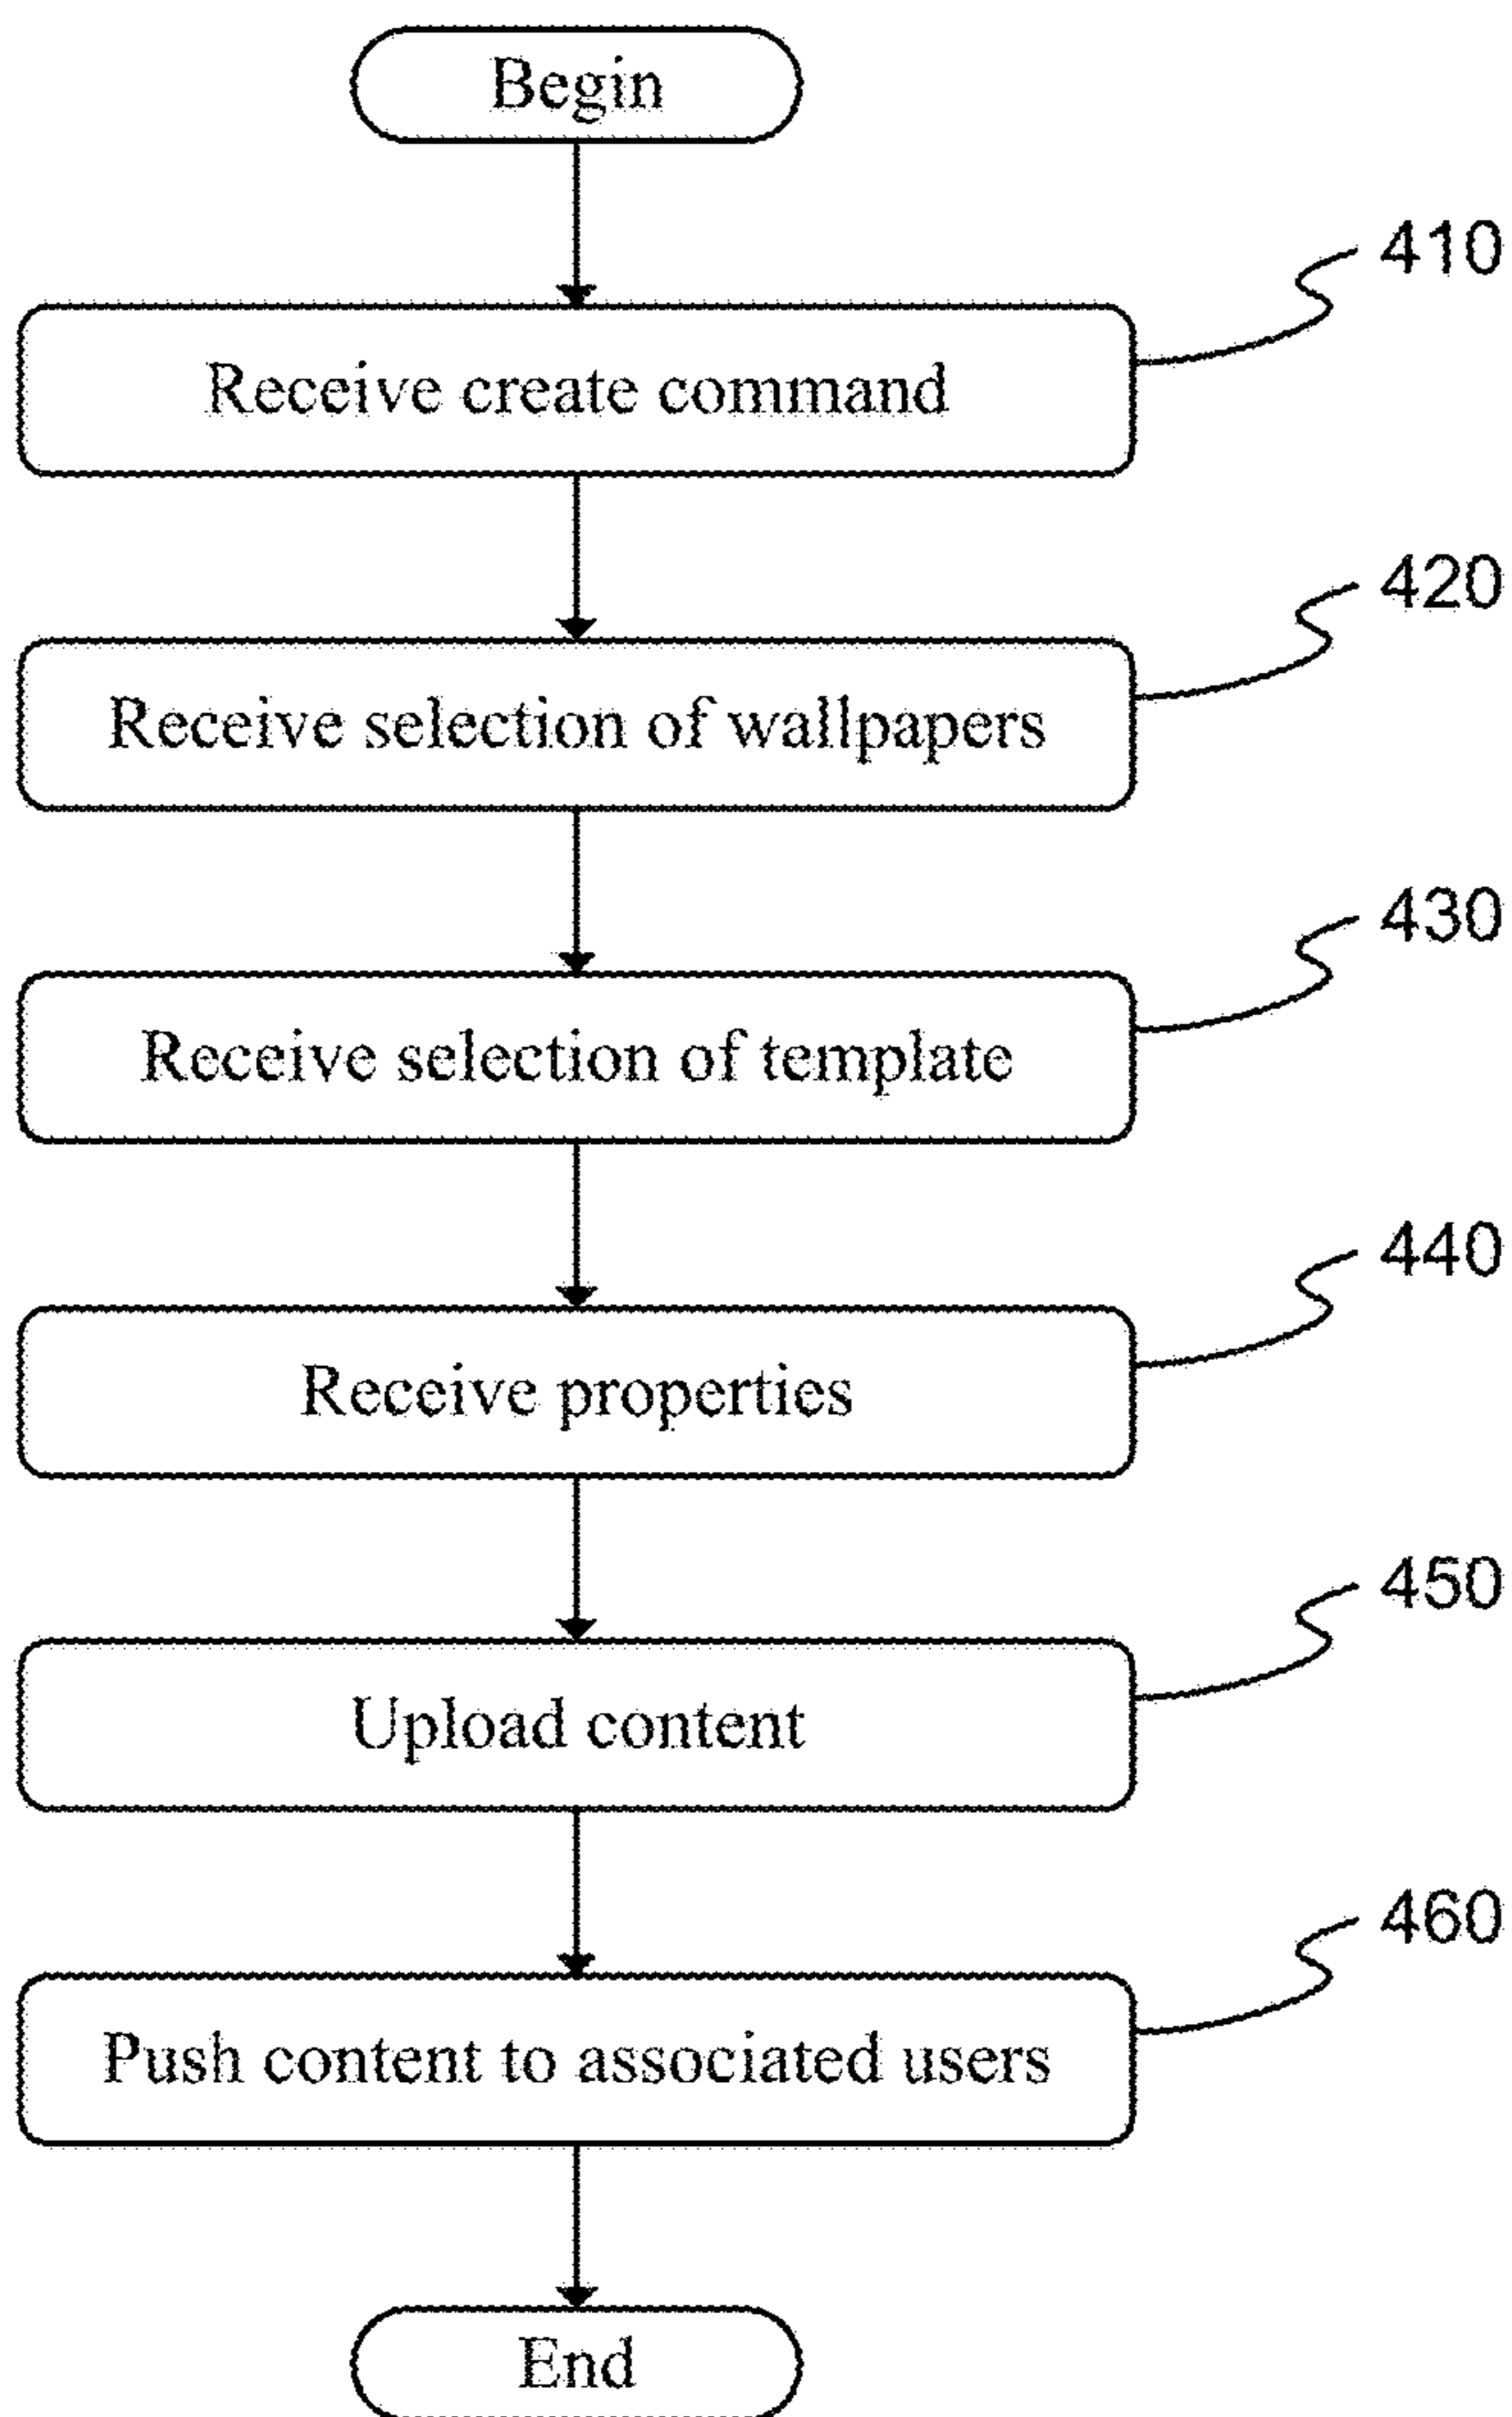 Begin
410
Receive create command
420
Receive selection of wallpapers
430
Receive selection of template
440
Receive properties
450
Upload content
460
Push content to associated users
End